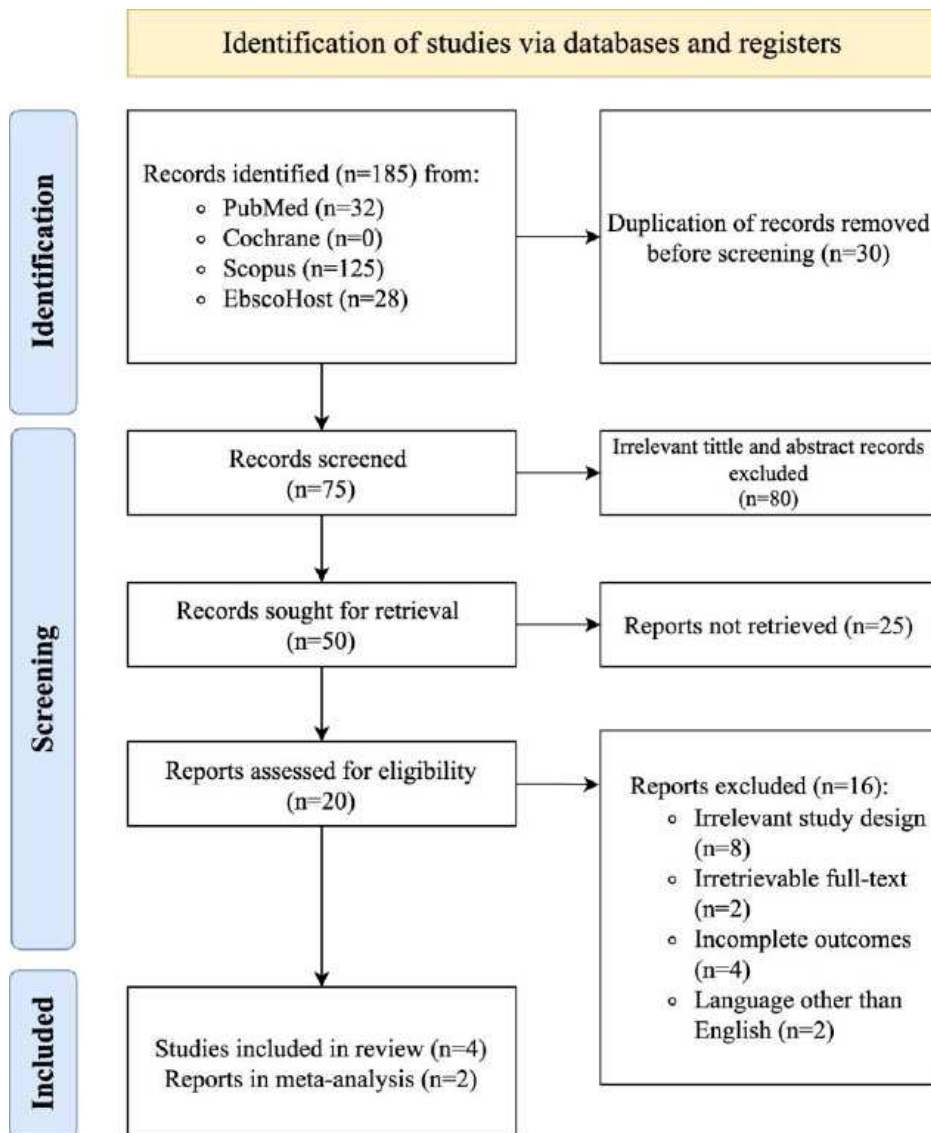 Identification of studies via databases and registers
Identification
Records identified (n=185) from:
∘ PubMed (n=32)
∘ Cochrane (n=0)
∘ Scopus (n=125)
∘ EbscoHost (n=28)
Duplication of records removed
before screening (n=30)
Screening
Records screened
(n=75)
Irrelevant tittle and abstract records
excluded
(n=80)
Records sought for retrieval
(n=50)
Reports not retrieved (n=25)
Reports assessed for eligibility
(n=20)
Reports excluded (n=16):
∘ Irrelevant study design
(n=8)
∘ Irretrievable full-text
(n=2)
∘ Incomplete outcomes
(n=4)
∘ Language other than
English (n=2)
Included
Studies included in review (n=4)
Reports in meta-analysis (n=2)